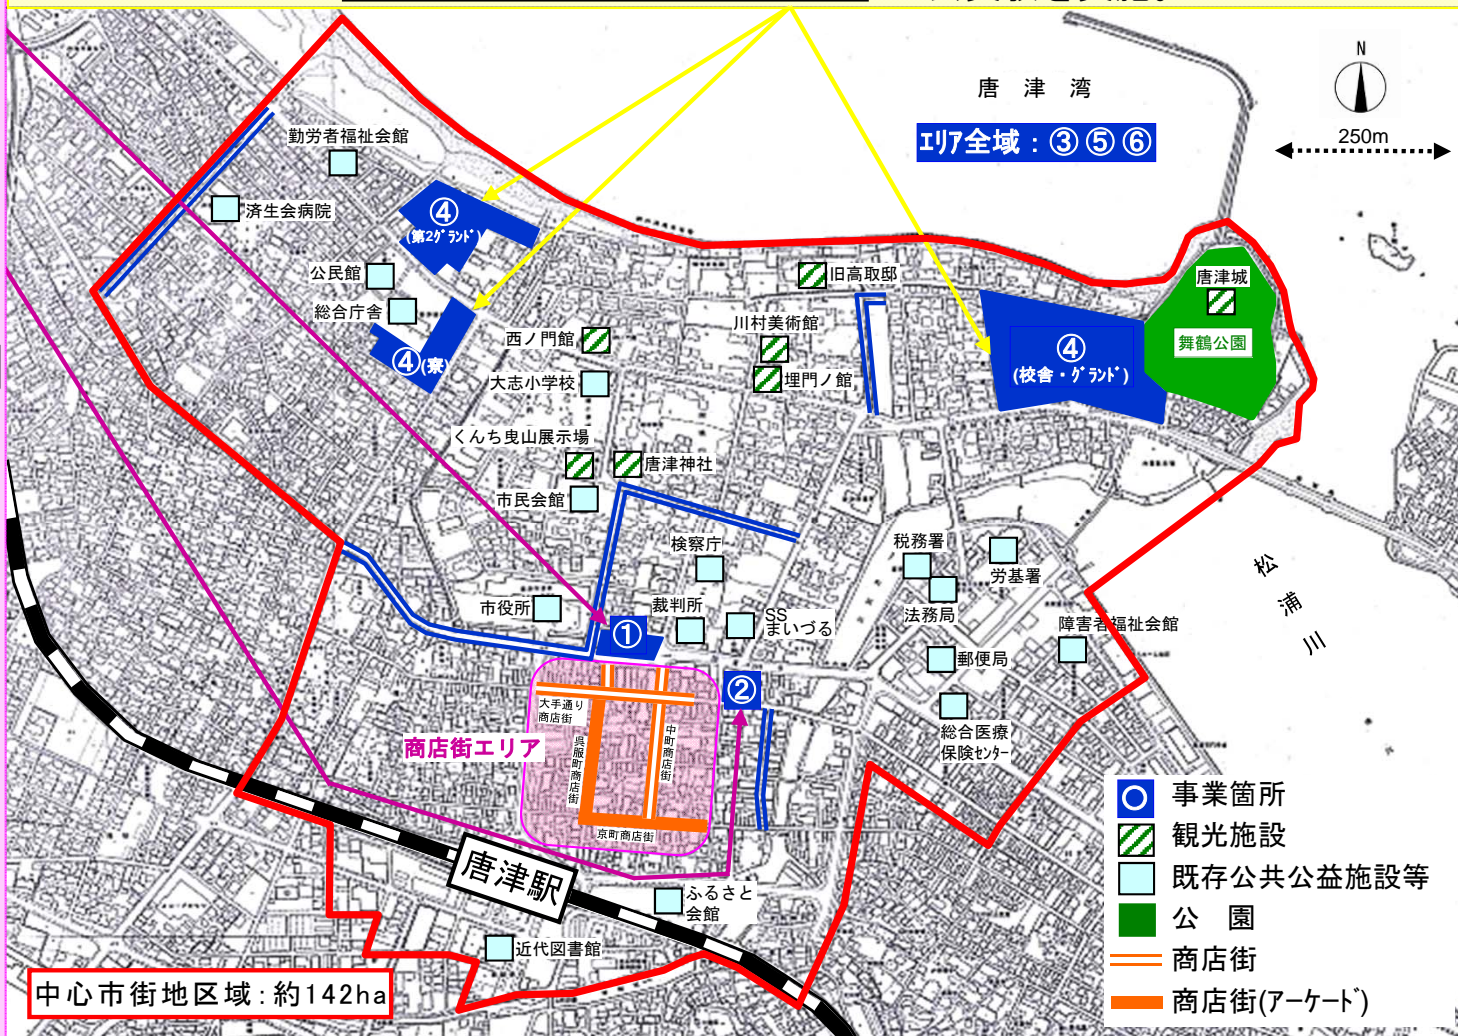 唐 津 湾
N
250m
エリア全域：③⑤⑥
勤労者福祉会館
済生会病院
④
(第2グランド)
公民館
総合庁舎
④(寮)
旧高取邸
唐津城
舞鶴公園
西ノ門館
川村美術館
④
(校舎・グランド)
大志小学校
埋門ノ館
くんち曳山展示場
唐津神社
市民会館
検察庁
税務署
労基署
法務局
松浦川
市役所
①
裁判所
SS
まいづる
障害者福祉会館
郵便局
②
大手通り
商店街
呉服町商店街
中町商店街
京町商店街
商店街エリア
総合医療
保険センター
唐津駅
ふるさと
会館
近代図書館
中心市街地区域：約142ha
事業箇所
観光施設
既存公共公益施設等
公 園
商店街
商店街(アーケード)